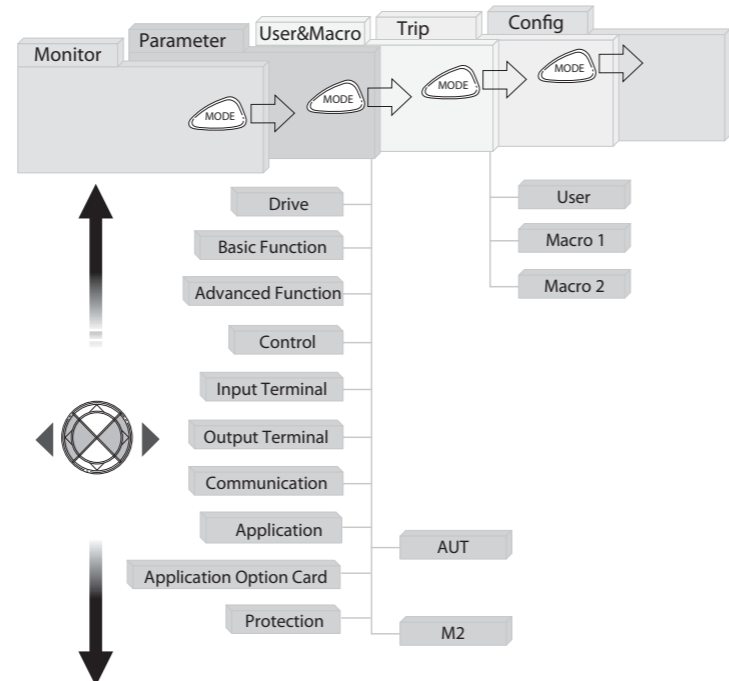 Monitor
Parameter
User&Macro
Trip
Config
MODE
MODE
MODE
MODE
Drive
Basic Function
Advanced Function
Control
Input Terminal
Output Terminal
Communication
Application
Application Option Card
Protection
AUT
M2
User
Macro 1
Macro 2